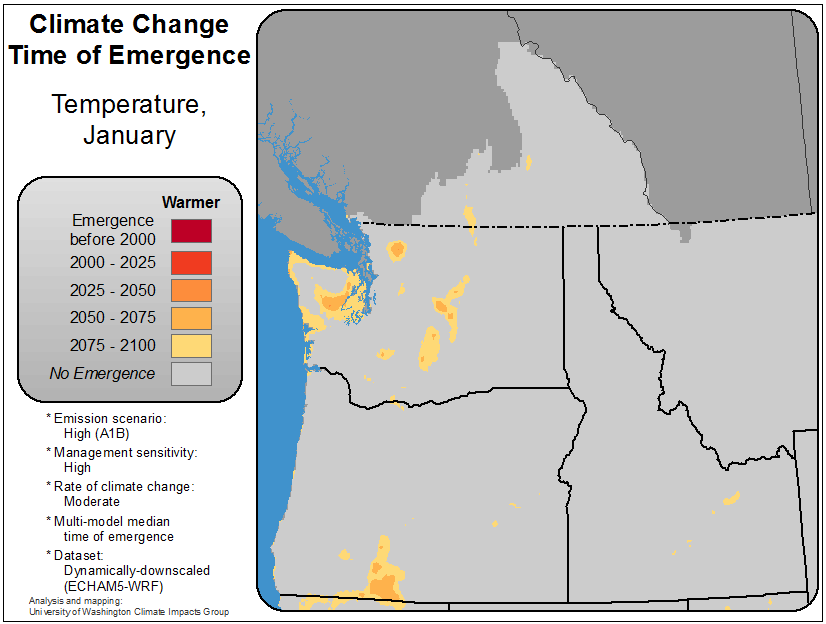 Climate Change
Time of Emergence
Temperature,
January
Warmer
Emergence
before 2000
2000 - 2025
2025 - 2050
2050 - 2075
2075 - 2100
No Emergence
* Emission scenario:
High (A1B)
* Management sensitivity:
High
* Rate of climate change:
Moderate
* Multi-model median
time of emergence
* Dataset:
Dynamically-downscaled
(ECHAM5-WRF)
Analysis and mapping:
University of Washington Climate Impacts Group